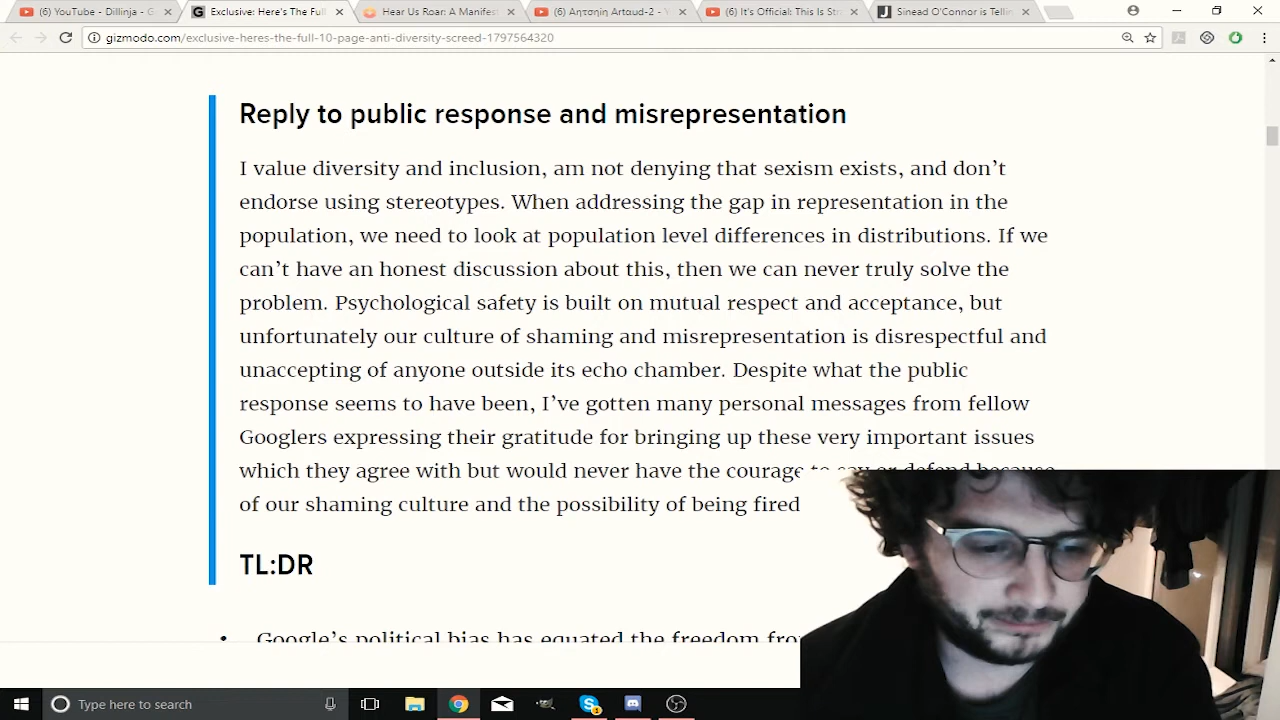 (6) YouTube - Dillinja - G
Exclusive: Here's The Full
Hear Us Roar: A Manifest
(6) Αητσηίη Artαud-2 - Y
(6) It's Official: This Is Str
Sinead O'Connor is Tellin
gizmodo.com/exclusive-heres-the-full-10-page-anti-diversity-screed-1797564320
Reply to public response and misrepresentation
I value diversity and inclusion, am not denying that sexism exists, and don't
endorse using stereotypes. When addressing the gap in representation in the
population, we need to look at population level differences in distributions. If we
can't have an honest discussion about this, then we can never truly solve the
problem. Psychological safety is built on mutual respect and acceptance, but
unfortunately our culture of shaming and misrepresentation is disrespectful and
unaccepting of anyone outside its echo chamber. Despite what the public
response seems to have been, I've gotten many personal messages from fellow
Googlers expressing their gratitude for bringing up these very important issues
which they agree with but would never have the courage to say or defend because
of our shaming culture and the possibility of being fired
TL:DR
• Google's political bias has equated the freedom fro
Type here to search